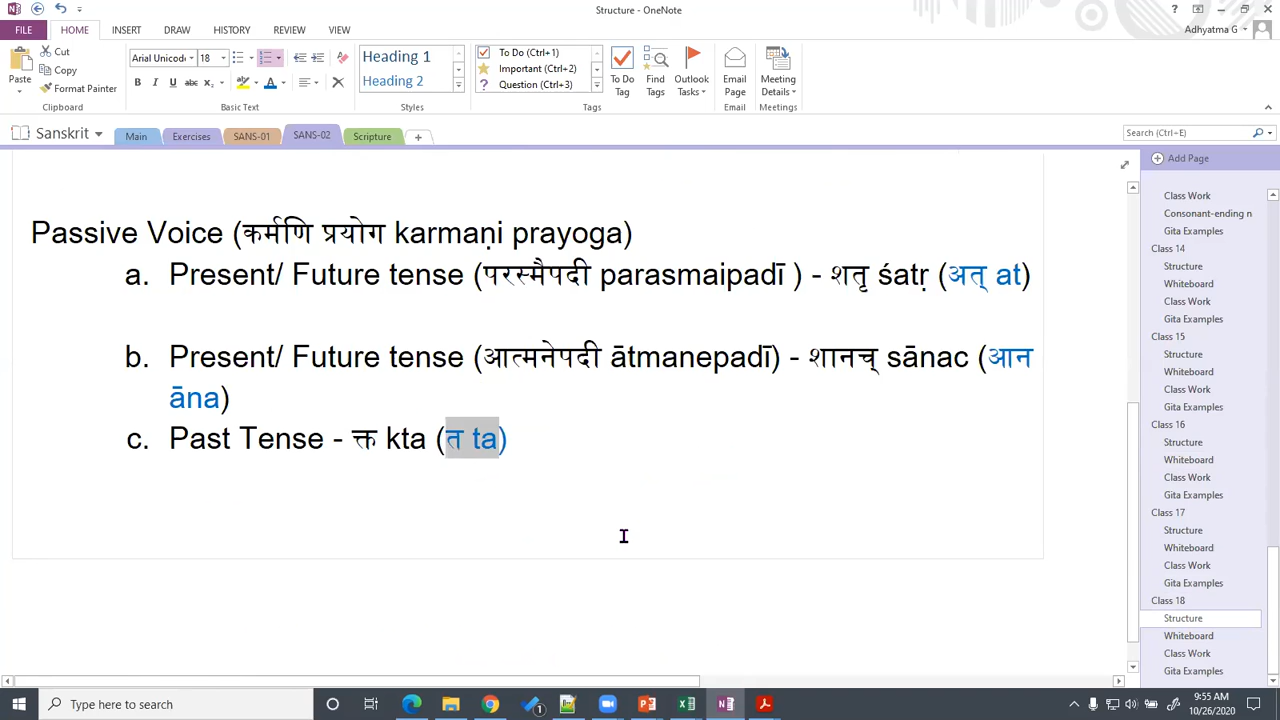 Structure - OneNote
FILE HOME INSERT DRAW HISTORY REVIEW VIEW
Adhyatma G
Paste Cut Copy Format Painter
Clipboard
Arial Unicod 18
B I U abc
Basic Text
Heading 1
Heading 2
Styles
To Do (Ctrl+1)
Important (Ctrl+2)
Question (Ctrl+3)
To Do Tag
Find Tags
Outlook Tasks
Tags
Email Page
Email
Meeting Details
Meetings
Sanskrit Main Exercises SANS-01 SANS-02 Scripture
Search (Ctrl+E)
Passive Voice (कर्मणि प्रयोग karmaṇi prayoga)
a. Present/ Future tense (परस्मैपदी parasmaipadī ) - शतृ śatṛ (अत् at)
b. Present/ Future tense (आत्मनेपदी ātmanepadī) - शानच् sānac (आन
āna)
c. Past Tense - क्त kta (त ta)
Add Page
Class Work
Consonant-ending n
Gita Examples
Class 14
Structure
Whiteboard
Class Work
Gita Examples
Class 15
Structure
Whiteboard
Class Work
Gita Examples
Class 16
Structure
Whiteboard
Class Work
Gita Examples
Class 17
Structure
Whiteboard
Class Work
Gita Examples
Class 18
Structure
Whiteboard
Class Work
Gita Examples
Type here to search
9:55 AM
10/26/2020